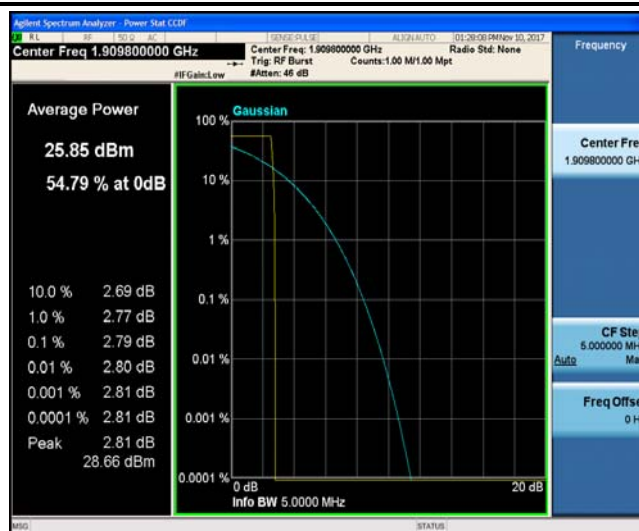 Agilent Spectrum Analyzer - Power Stat CCDF
RL RF 50 Ω AC SENSE:PULSE ALIGN AUTO 01:28:08 PM Nov 10, 2017
Center Freq 1.909800000 GHz
Center Freq: 1.909800000 GHz Radio Std: None
Trig: RF Burst Counts:1.00 M/1.00 Mpt
#IFGain:Low #Atten: 46 dB
Frequency
Average Power
25.85 dBm
54.79 % at 0dB
10.0 % 2.69 dB
1.0 % 2.77 dB
0.1 % 2.79 dB
0.01 % 2.80 dB
0.001 % 2.81 dB
0.0001 % 2.81 dB
Peak 2.81 dB
28.66 dBm
Gaussian
100 %
10 %
1 %
0.1 %
0.01 %
0.001 %
0.0001 %
0 dB 20 dB
Info BW 5.0000 MHz
Center Fre
1.909800000 GH
CF Ste
5.000000 MH
Auto Ma
Freq Offse
0 H
MSG STATUS